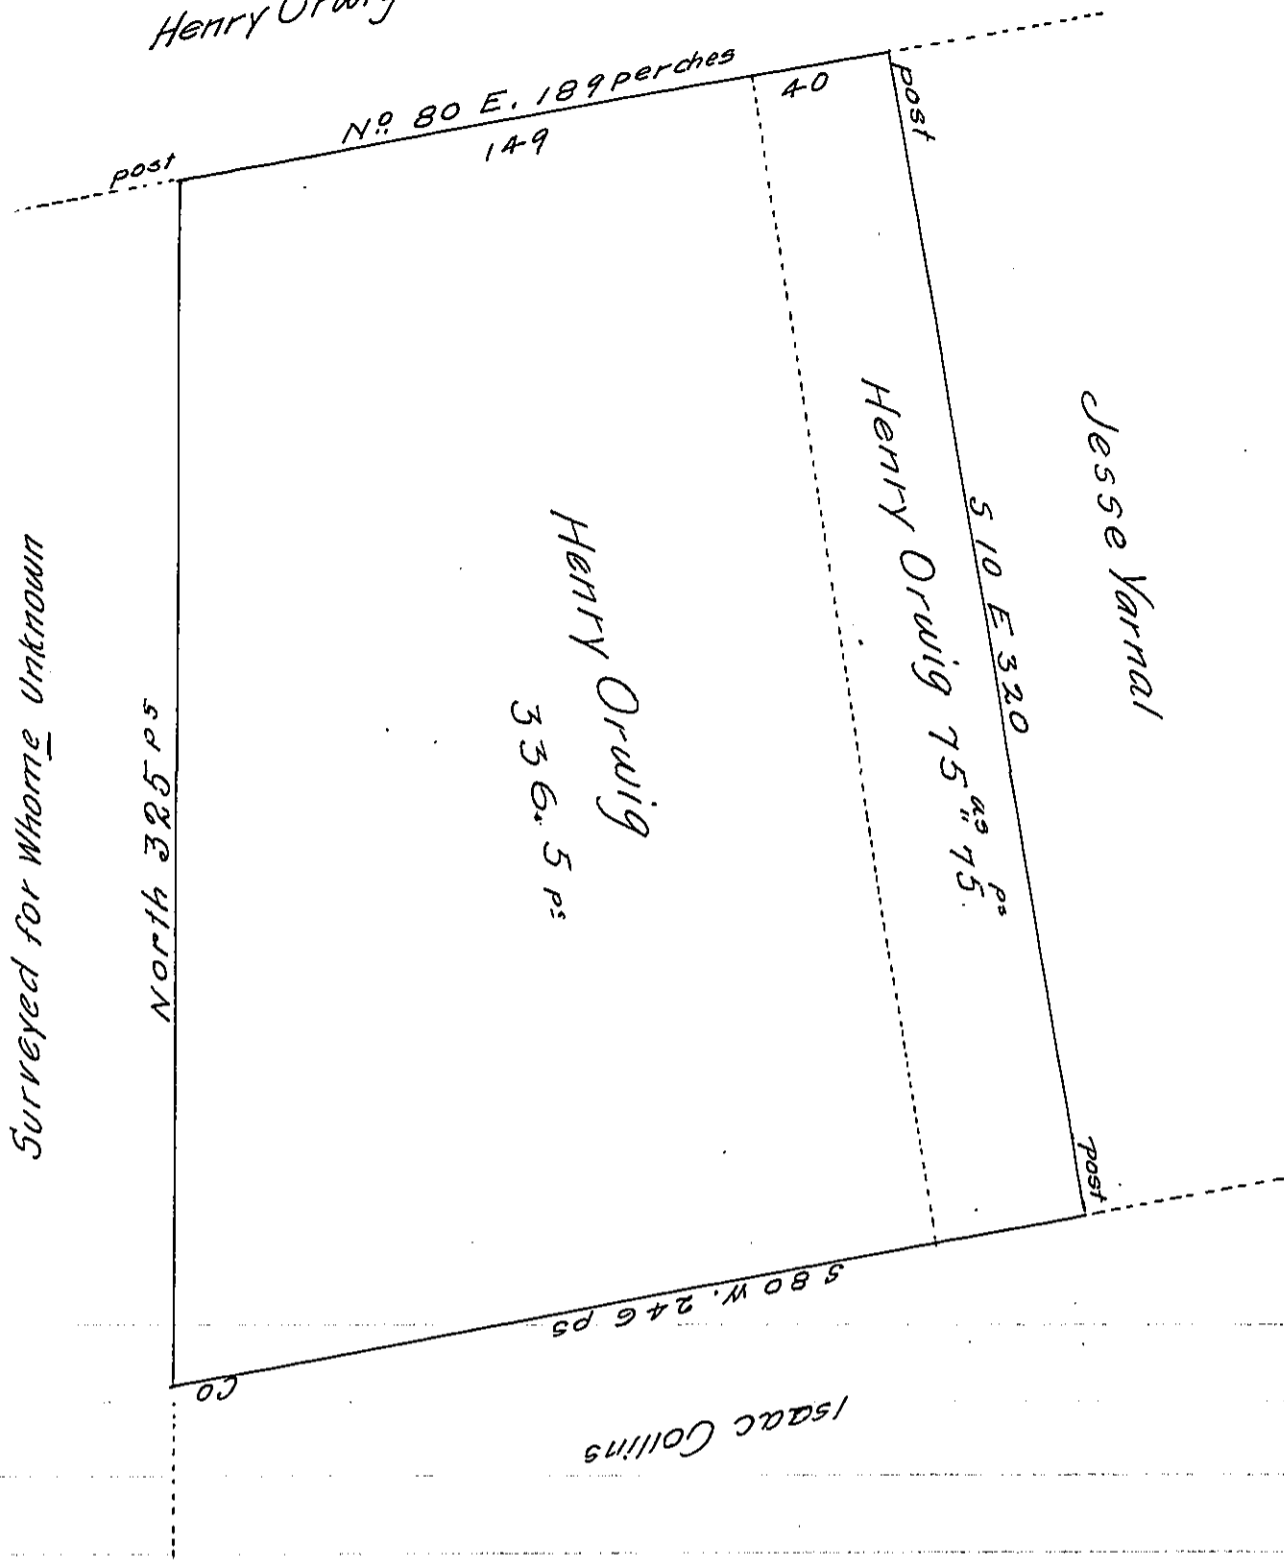 Henry Orwig
Nº 80 E. 189 perches
40
149
post
post
Jesse Yarnal
S 10 E 320
Henry Orwig 75 as 75 ps
Henry Orwig
336. 5 ps
North 325 ps
Surveyed for Whome Unknown
post
S 80 W. 246 ps
CO
Isaac Collins